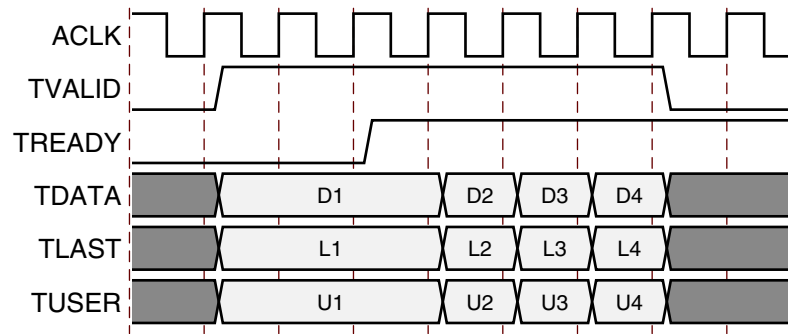 ACLK
TVALID
TREADY
TDATA D1 D2 D3 D4
TLAST L1 L2 L3 L4
TUSER U1 U2 U3 U4